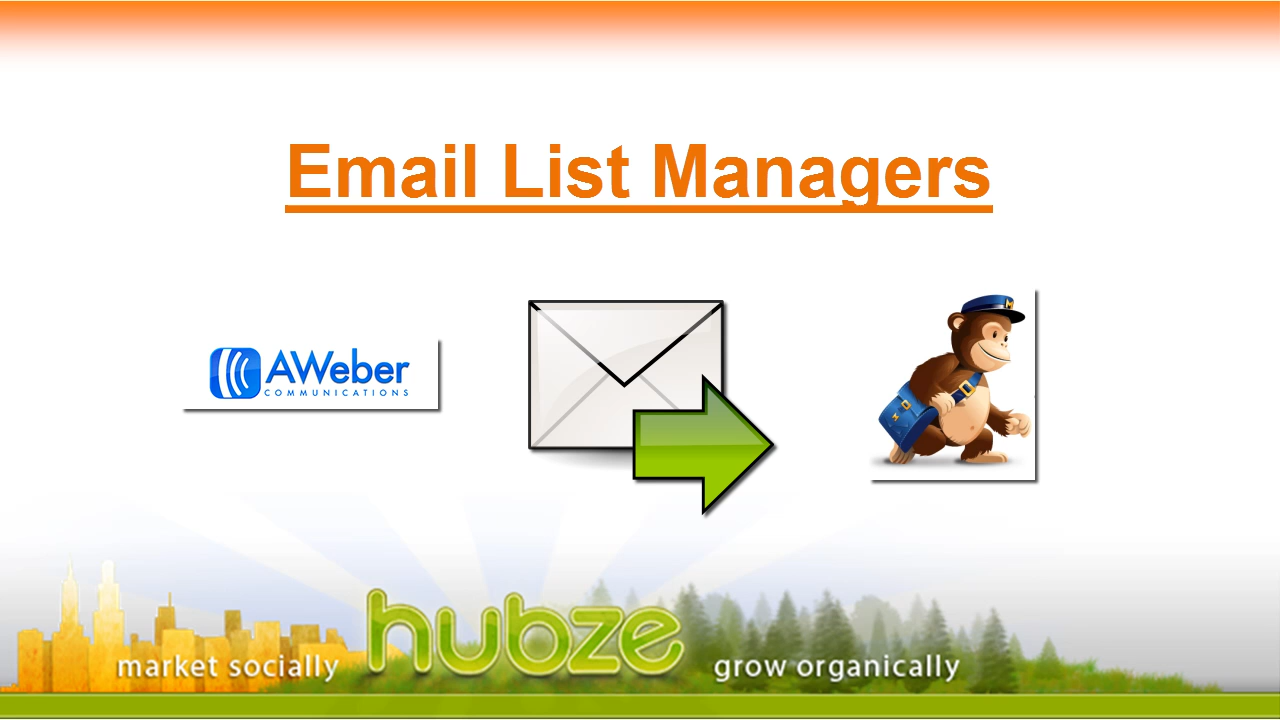 Email List Managers
AWeber
COMMUNICATIONS
hubze
market socially
grow organically